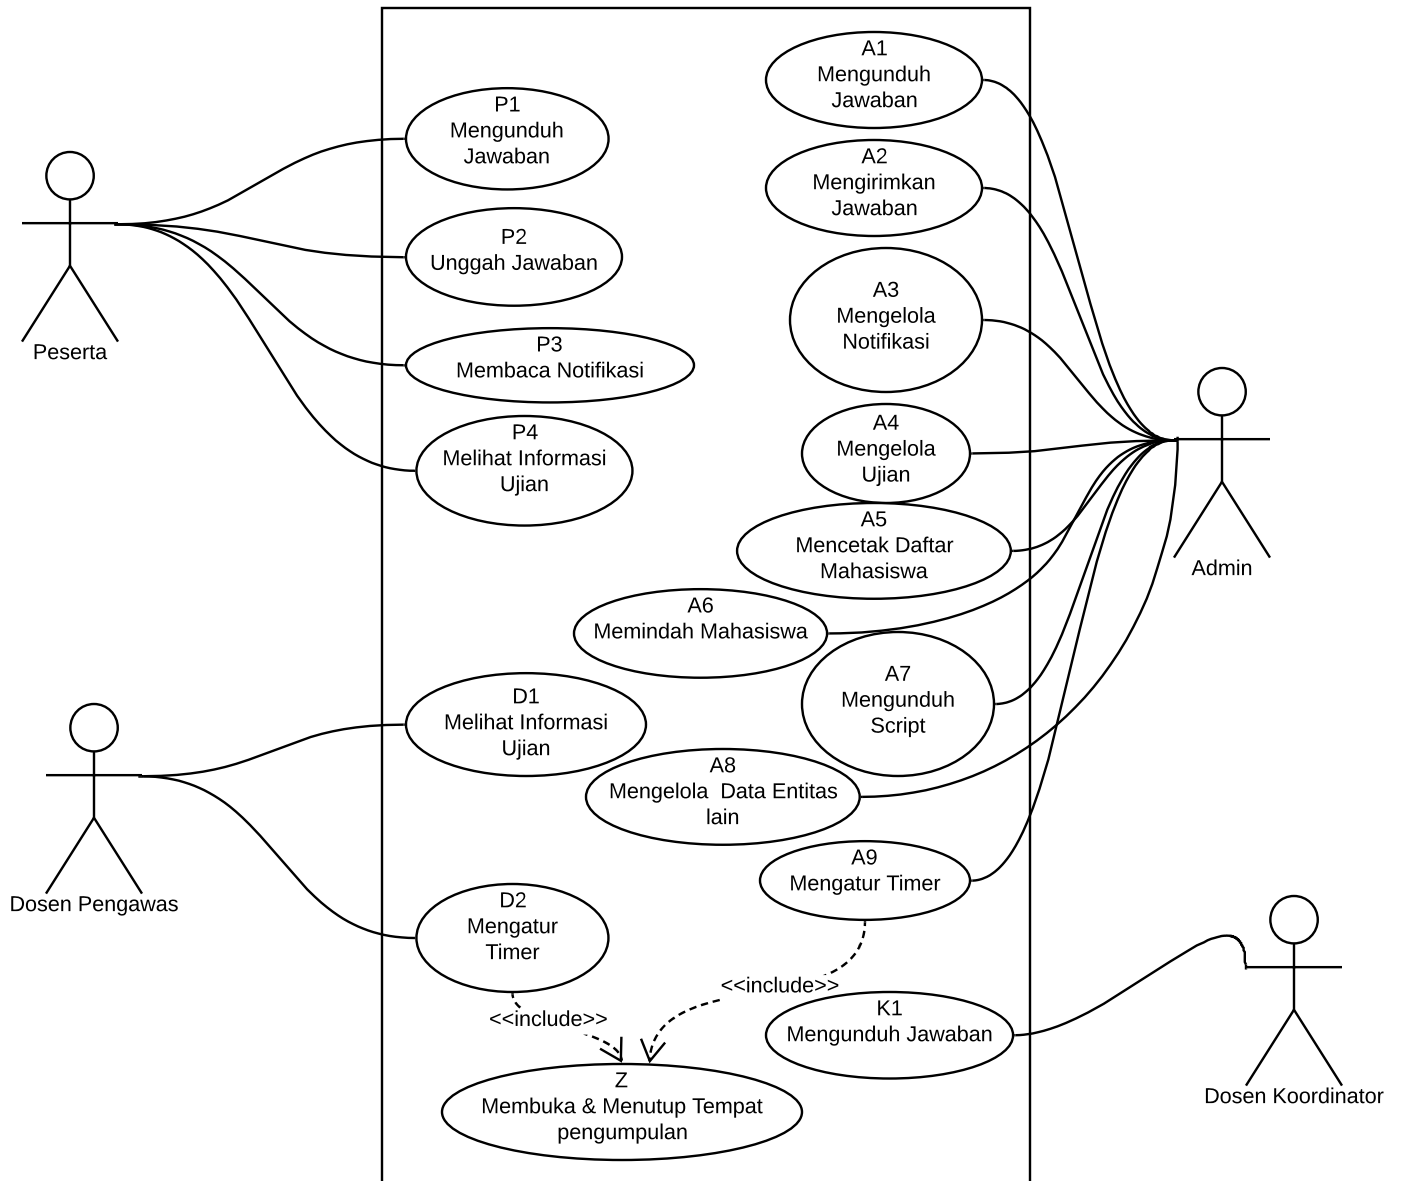 A1
Mengunduh
Jawaban
P1
Mengunduh
Jawaban
A2
Mengirimkan
Jawaban
P2
Unggah Jawaban
A3
Mengelola
Notifikasi
Peserta
P3
Membaca Notifikasi
A4
Mengelola
Ujian
P4
Melihat Informasi
Ujian
A5
Mencetak Daftar
Mahasiswa
Admin
A6
Memindah Mahasiswa
A7
Mengunduh
Script
D1
Melihat Informasi
Ujian
A8
Mengelola  Data Entitas
lain
A9
Mengatur Timer
Dosen Pengawas
D2
Mengatur
Timer
<<include>>
<<include>>
K1
Mengunduh Jawaban
Z
Membuka & Menutup Tempat
pengumpulan
Dosen Koordinator